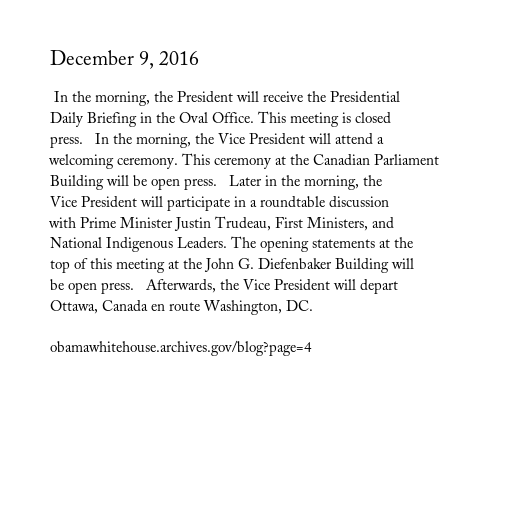 December 9, 2016
In the morning, the President will receive the Presidential
Daily Briefing in the Oval Office. This meeting is closed
press.   In the morning, the Vice President will attend a
welcoming ceremony. This ceremony at the Canadian Parliament
Building will be open press.   Later in the morning, the
Vice President will participate in a roundtable discussion
with Prime Minister Justin Trudeau, First Ministers, and
National Indigenous Leaders. The opening statements at the
top of this meeting at the John G. Diefenbaker Building will
be open press.   Afterwards, the Vice President will depart
Ottawa, Canada en route Washington, DC.
obamawhitehouse.archives.gov/blog?page=4